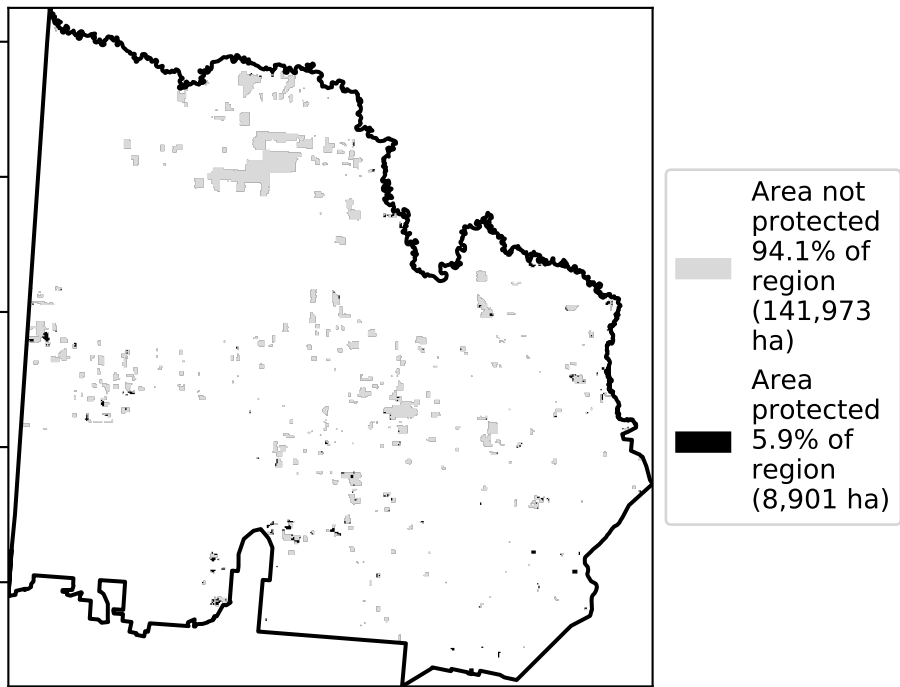 Area not
protected
94.1% of
region
(141,973
ha)
Area
protected
5.9% of
region
(8,901 ha)